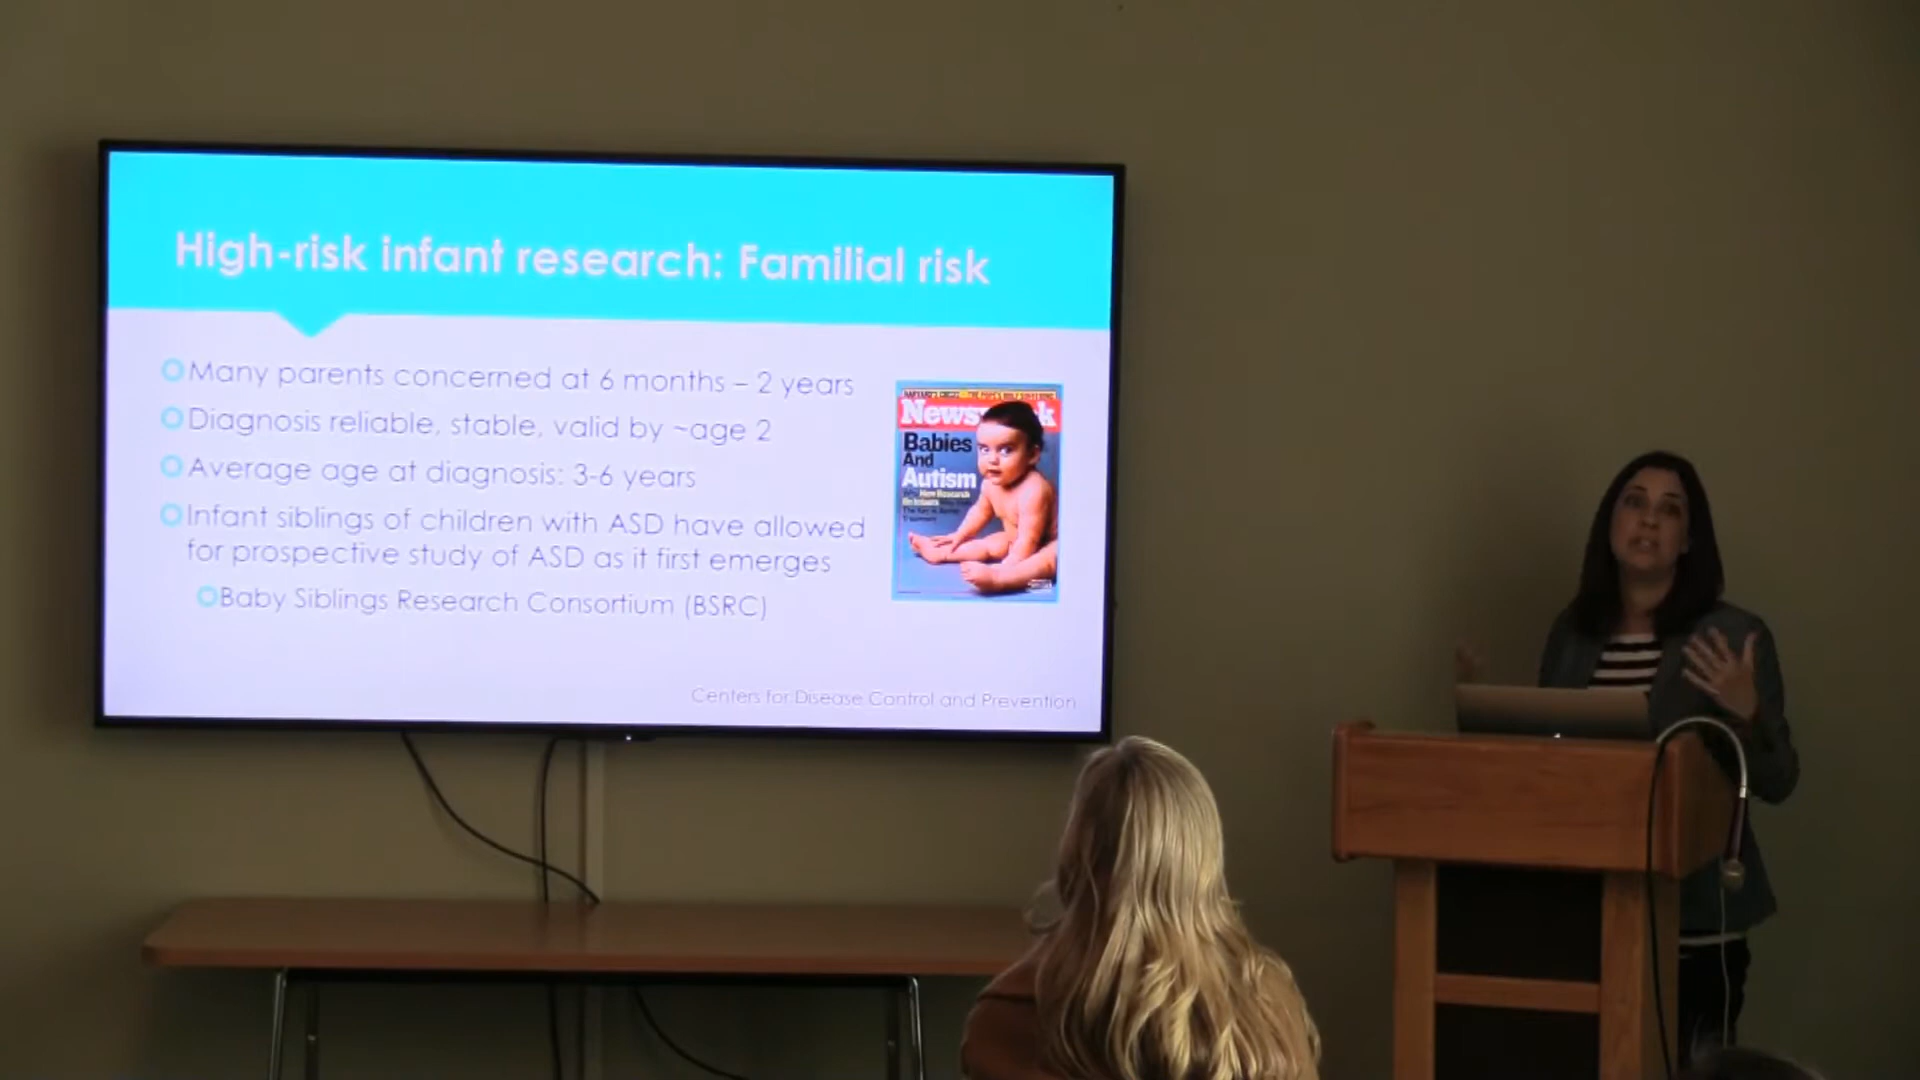 High-risk infant research: Familial risk
Many parents concerned at 6 months – 2 years
Diagnosis reliable, stable, valid by ~age 2
Average age at diagnosis: 3-6 years
Infant siblings of children with ASD have allowed
for prospective study of ASD as it first emerges
Baby Siblings Research Consortium (BSRC)
Babies
And
Autism
New Research
Centers for Disease Control and Prevention